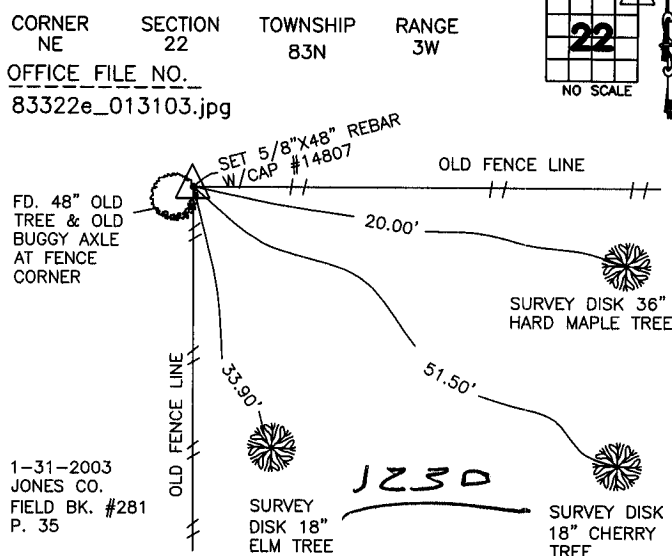 CORNER SECTION TOWNSHIP RANGE
NE 22 83N 3W
22
NO SCALE
OFFICE FILE NO.
83322e_013103.jpg
SET 5/8"X48" REBAR
W/CAP #14807
OLD FENCE LINE
FD. 48" OLD
TREE & OLD
BUGGY AXLE
AT FENCE
CORNER
20.00'
SURVEY DISK 36"
HARD MAPLE TREE
33.90'
51.50'
OLD FENCE LINE
1-31-2003
JONES CO.
FIELD BK. #281
P. 35
SURVEY
DISK 18"
ELM TREE
SURVEY DISK
18" CHERRY
TREE